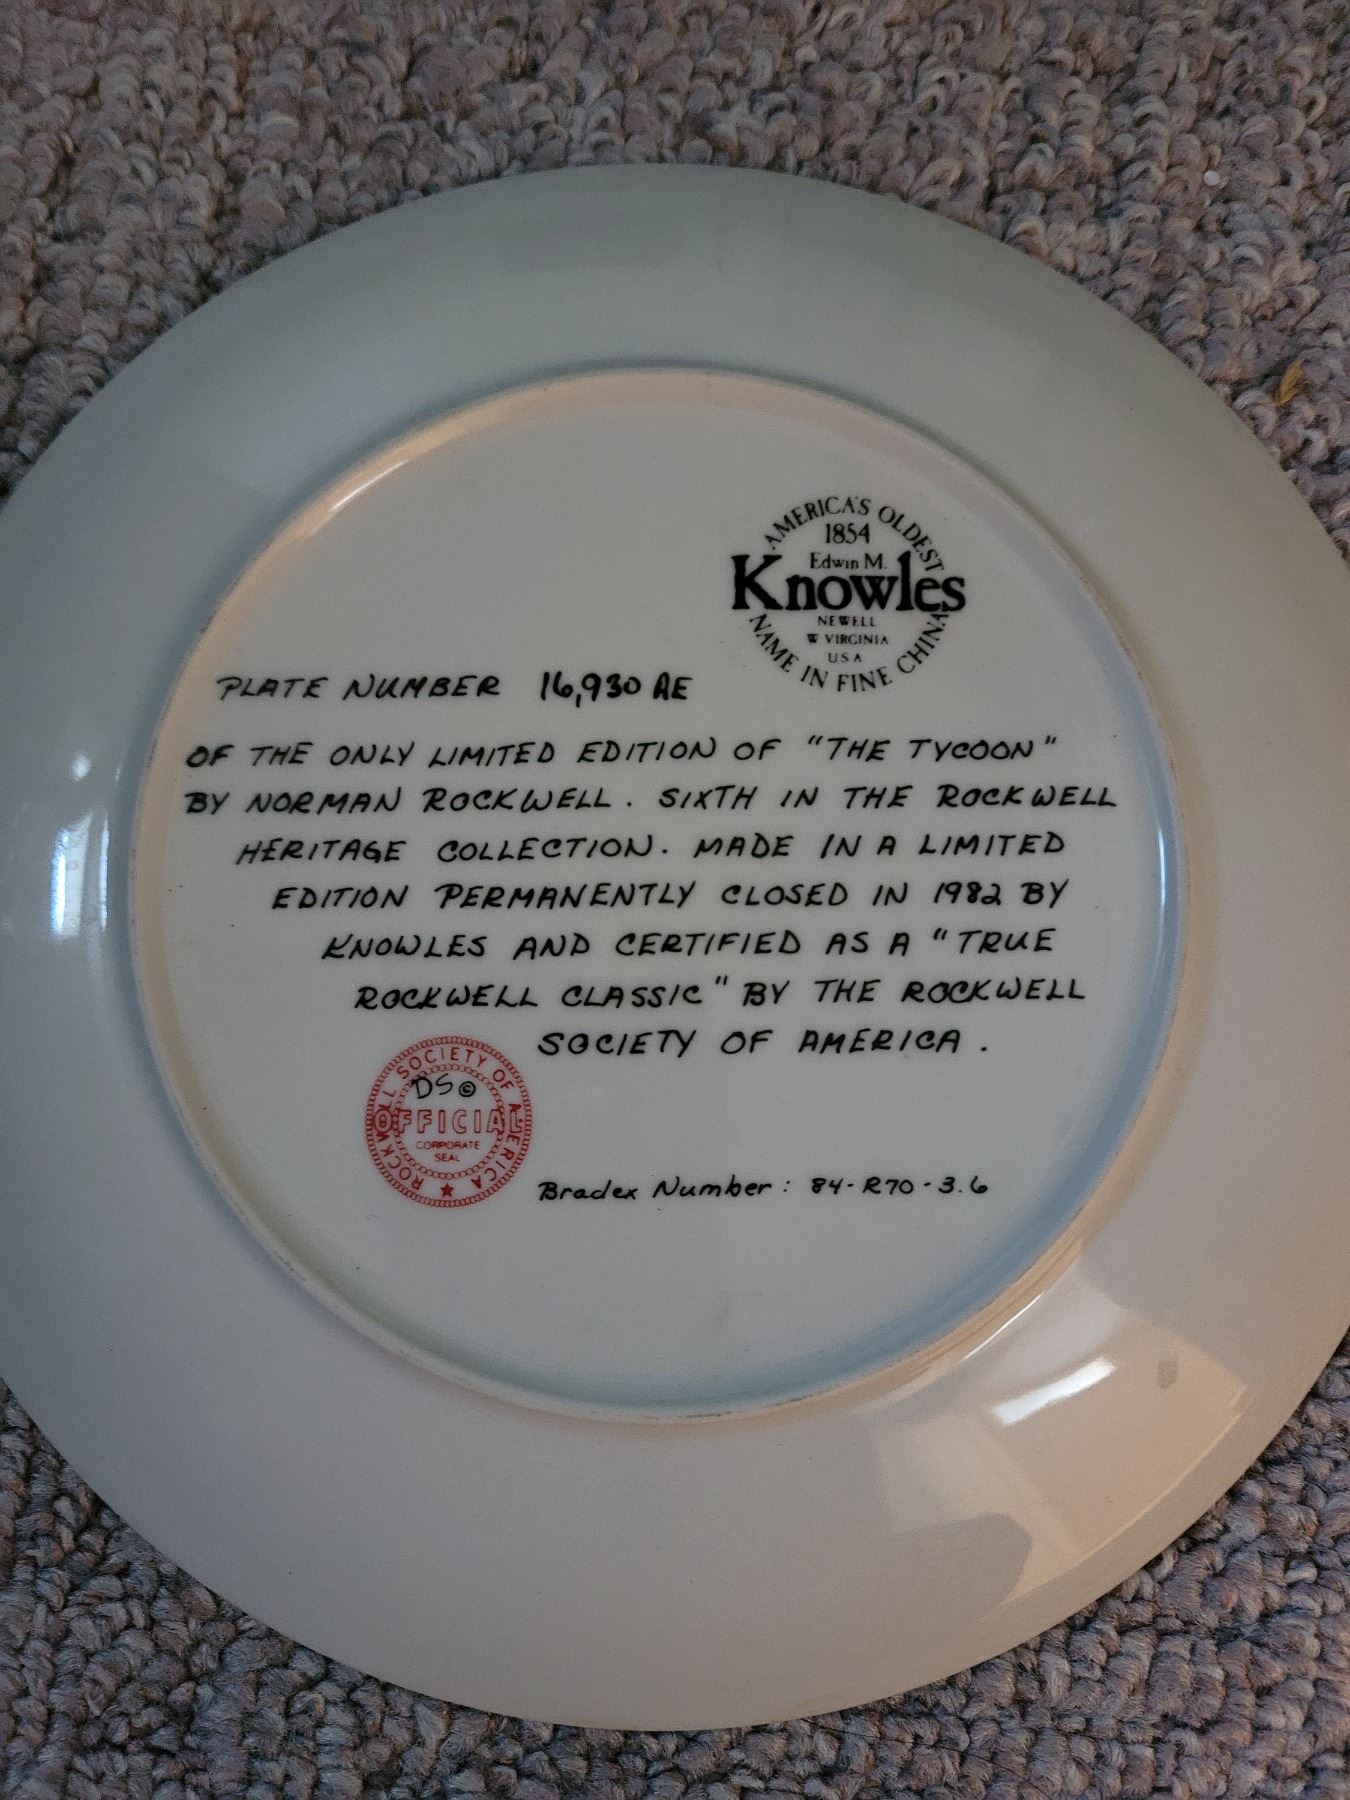 AMERICA'S OLDEST
1854
Edwin M.
Knowles
NEWELL
W VIRGINIA
USA
NAME IN FINE CHINA
PLATE NUMBER 16,930 AE
OF THE ONLY LIMITED EDITION OF "THE TYCOON"
BY NORMAN ROCKWELL. SIXTH IN THE ROCKWELL
HERITAGE COLLECTION. MADE IN A LIMITED
EDITION PERMANENTLY CLOSED IN 1982 BY
KNOWLES AND CERTIFIED AS A "TRUE
ROCKWELL CLASSIC" BY THE ROCKWELL
SOCIETY OF AMERICA.
ROCKWELL SOCIETY OF AMERICA
DS©
OFFICIAL
CORPORATE
SEAL
Bradex Number: 84-R70-3.6